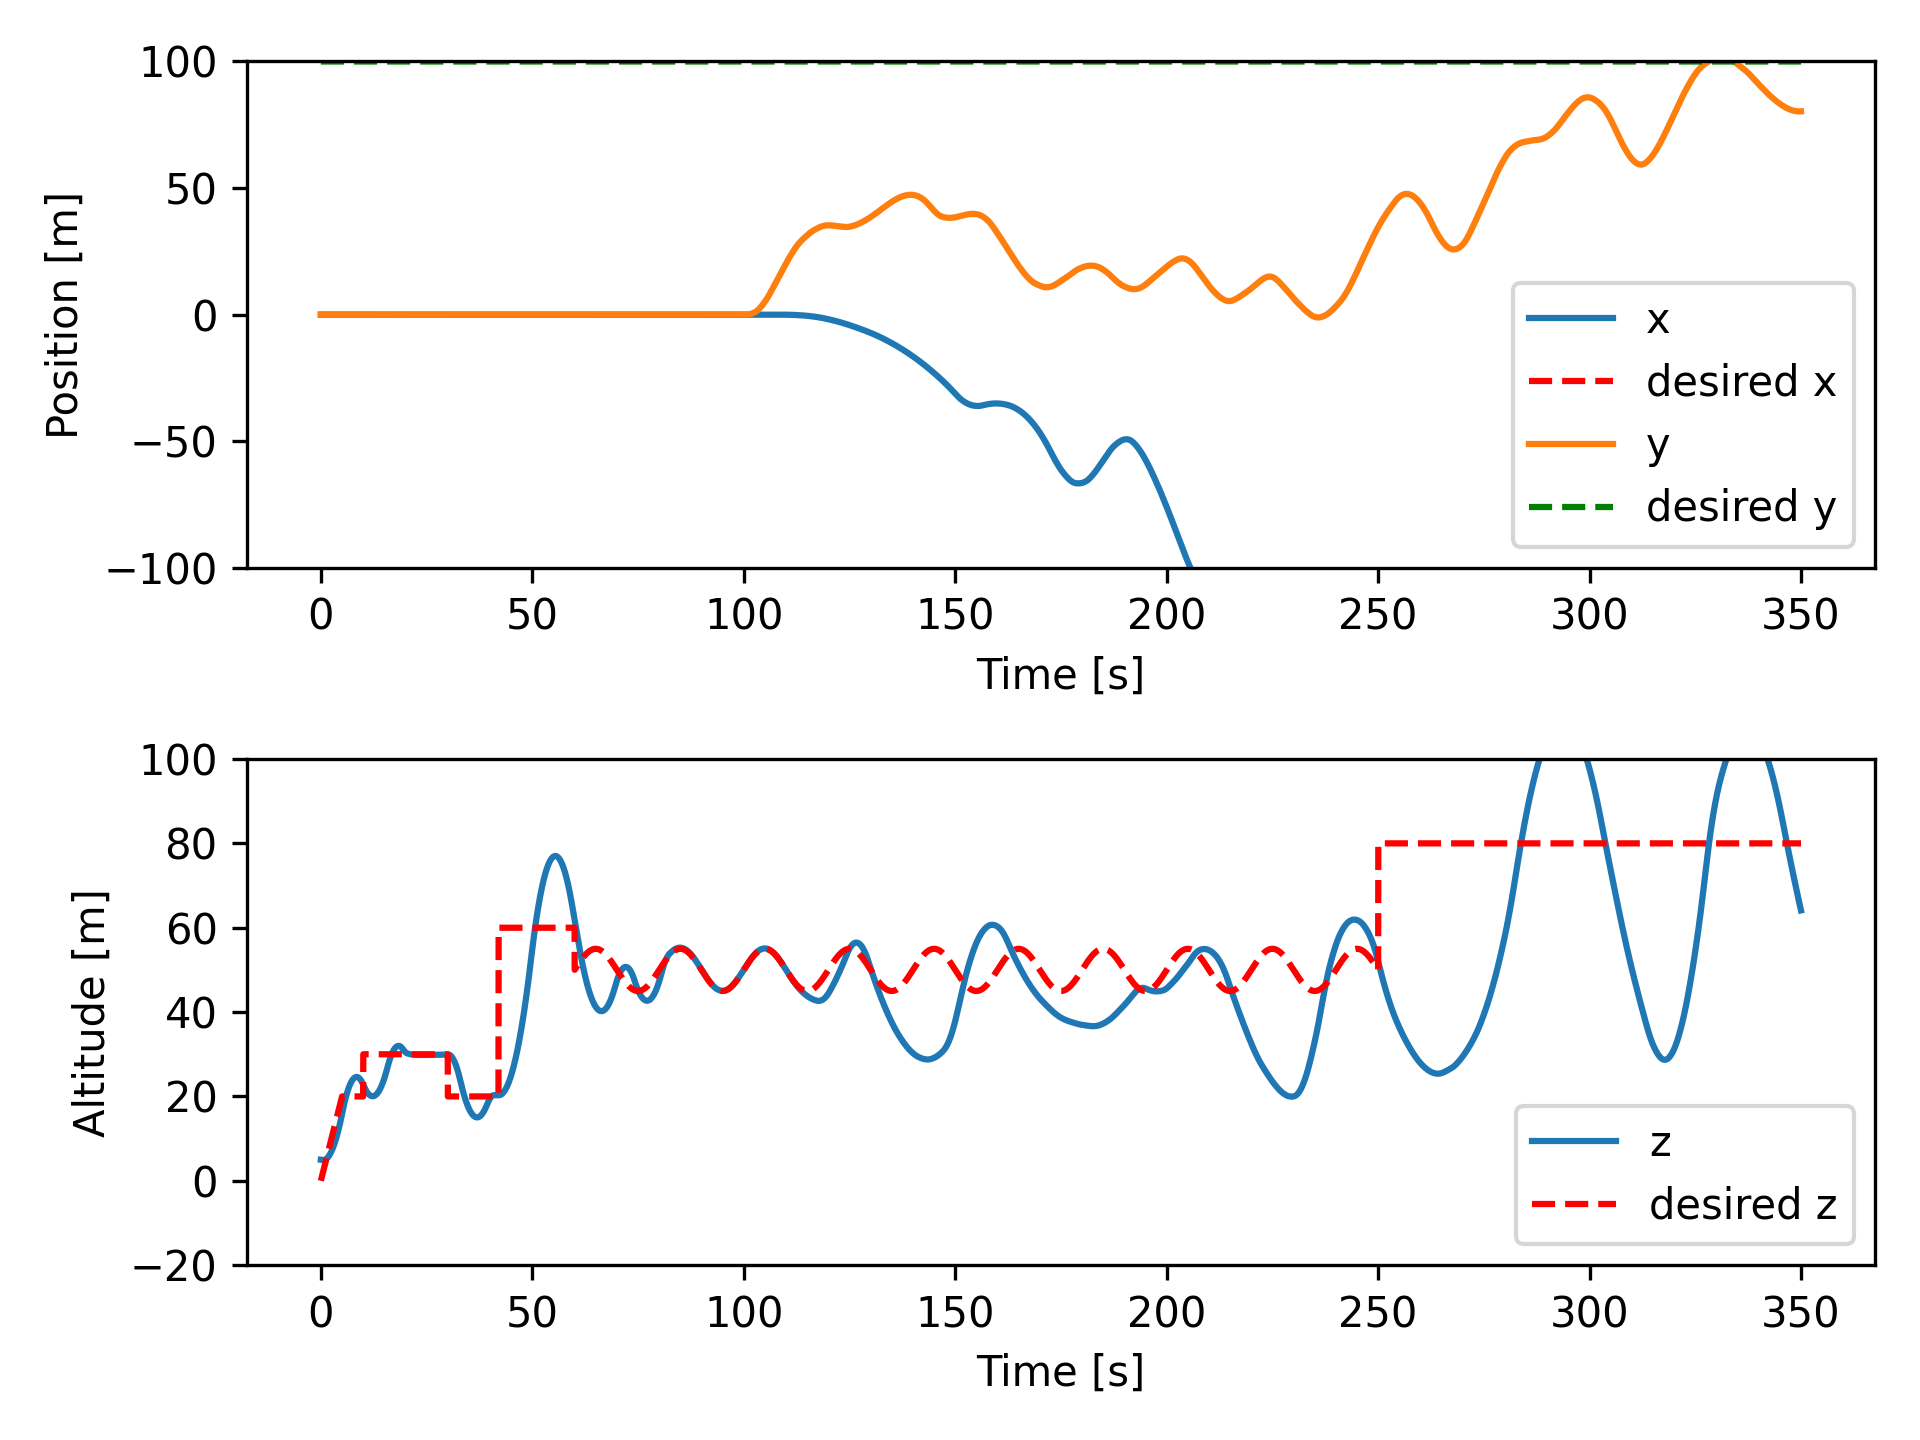 100
50
0
−50
−100
Position [m]
x
desired x
y
desired y
0 50 100 150 200 250 300 350
Time [s]
100
80
60
40
20
0
−20
Altitude [m]
z
desired z
0 50 100 150 200 250 300 350
Time [s]